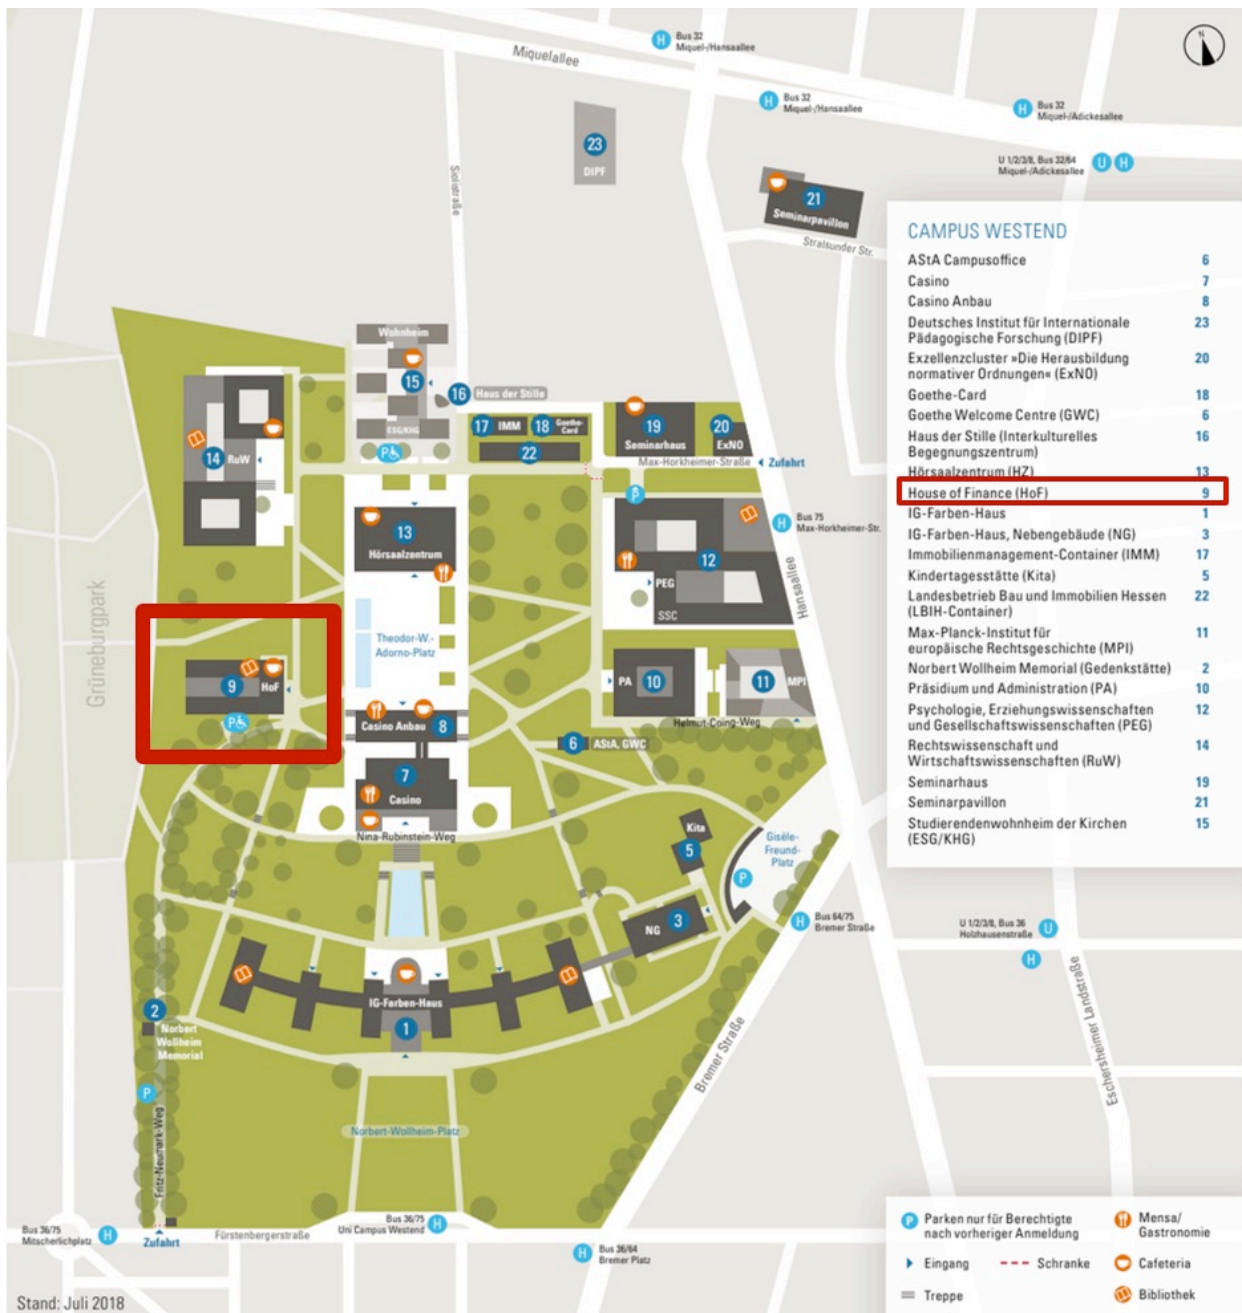 Bus 32
Miquel-/Hansaallee
Miquelallee
Bus 32
Miquel-/Hansaallee
Bus 32
Miquel-/Adickesallee
U 1/2/3/8, Bus 32/64
Miquel-/Adickesallee
N
H
H
H
U H
23
DIPF
Siolistraße
21
Seminarpavillon
Stralsunder Str.
CAMPUS WESTEND
AStA Campusoffice 6
Casino 7
Casino Anbau 8
Deutsches Institut für Internationale
Pädagogische Forschung (DIPF) 23
Exzellenzcluster »Die Herausbildung
normativer Ordnungen« (ExNO) 20
Goethe-Card 18
Goethe Welcome Centre (GWC) 6
Haus der Stille (Interkulturelles
Begegnungszentrum) 16
Hörsaalzentrum (HZ) 13
House of Finance (HoF) 9
IG-Farben-Haus 1
IG-Farben-Haus, Nebengebäude (NG) 3
Immobilienmanagement-Container (IMM) 17
Kindertagesstätte (Kita) 5
Landesbetrieb Bau und Immobilien Hessen
(LBIH-Container) 22
Max-Planck-Institut für
europäische Rechtsgeschichte (MPI) 11
Norbert Wollheim Memorial (Gedenkstätte) 2
Präsidium und Administration (PA) 10
Psychologie, Erziehungswissenschaften
und Gesellschaftswissenschaften (PEG) 12
Rechtswissenschaft und
Wirtschaftswissenschaften (RuW) 14
Seminarhaus 19
Seminarpavillon 21
Studierendenwohnheim der Kirchen
(ESG/KHG) 15
Wohnheim
15
16 Haus der Stille
ESG/KHG
P
17 IMM
18 Goethe-
Card
22
19
Seminarhaus
20
ExNO
Max-Horkheimer-Straße
Zufahrt
14 RuW
13
Hörsaalzentrum
P
H
Bus 75
Max-Horkheimer-Str.
12
PEG
SSC
Hansaallee
Grüneburgpark
Theodor-W.-
Adorno-Platz
9 HoF
P
PA 10
11 MPI
Helmut-Coing-Weg
Casino Anbau 8
6 AStA, GWC
7
Casino
Nina-Rubinstein-Weg
Kita
5
Gisèle-
Freund-
Platz
P
3
NG
H
Bus 64/75
Bremer Straße
U 1/2/3/8, Bus 36
Holzhausenstraße
U
H
IG-Farben-Haus
1
2
Norbert
Wollheim
Memorial
P
Fritz-Neumark-Weg
Bremer Straße
Eschersheimer Landstraße
Norbert-Wollheim-Platz
Bus 36/75
Mitscherlichplatz
H
Zufahrt
Fürstenbergerstraße
Bus 36/75
Uni Campus Westend
H
H
Bus 36/64
Bremer Platz
P Parken nur für Berechtigte
nach vorheriger Anmeldung
Eingang
Schranke
Treppe
Mensa/
Gastronomie
Cafeteria
Bibliothek
Stand: Juli 2018